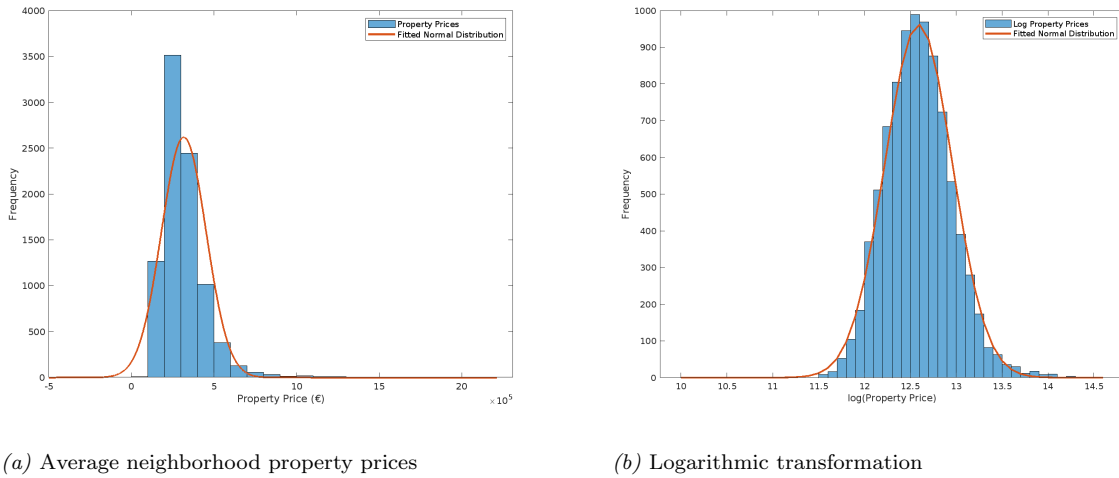 4000
3500
3000
2500
2000
1500
1000
500
0
Frequency
Property Prices
Fitted Normal Distribution
-5 0 5 10 15 20
Property Price (€)
×10^5
(a) Average neighborhood property prices
1000
900
800
700
600
500
400
300
200
100
0
Frequency
Log Property Prices
Fitted Normal Distribution
10 10.5 11 11.5 12 12.5 13 13.5 14 14.5
log(Property Price)
(b) Logarithmic transformation